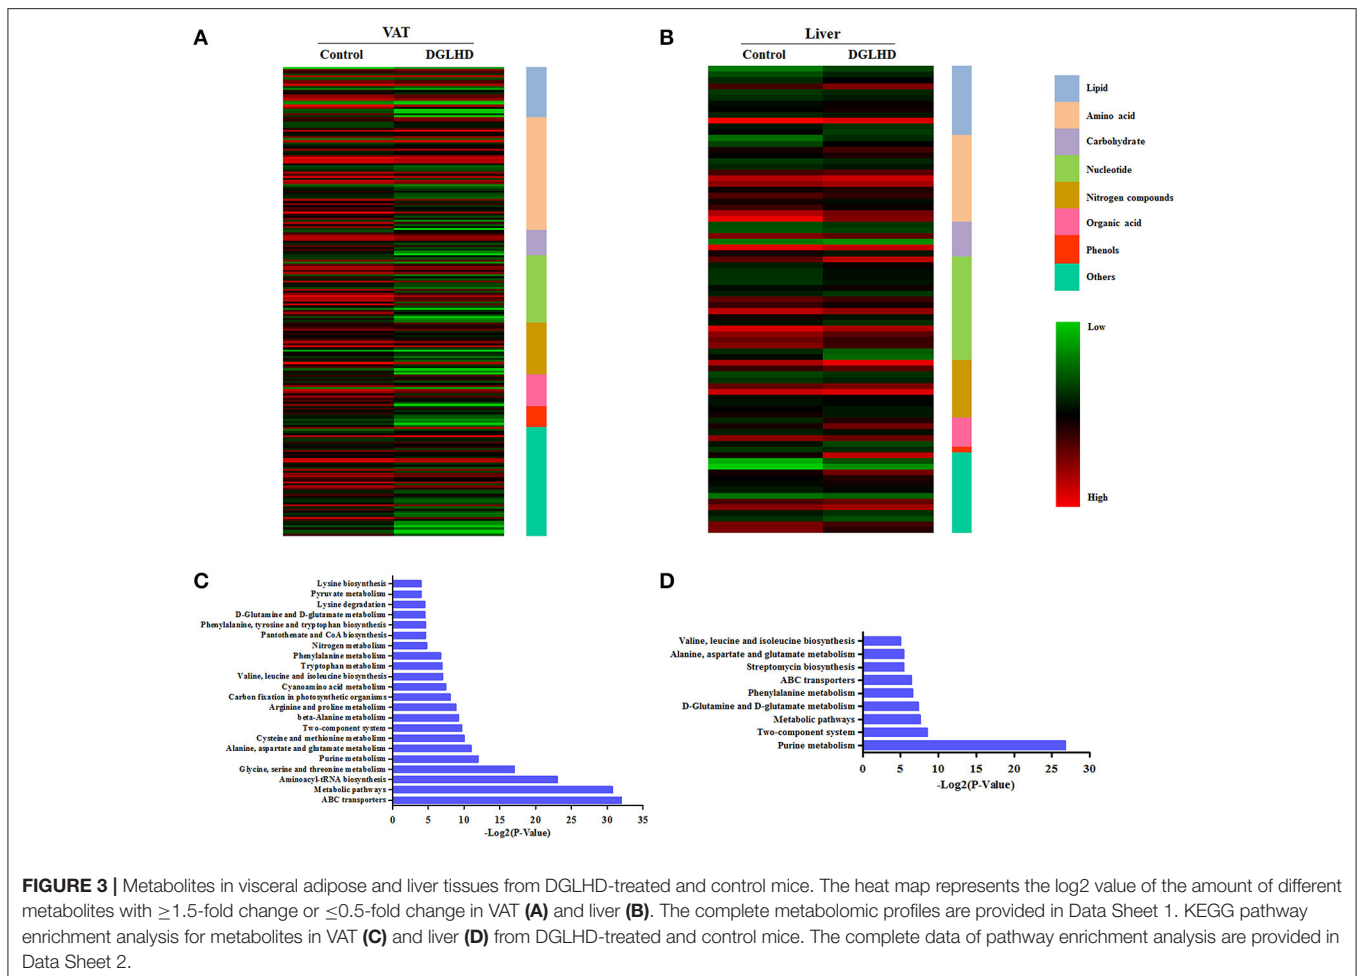 A
VAT
Control DGLHD
B
Liver
Control DGLHD
Lipid
Amino acid
Carbohydrate
Nucleotide
Nitrogen compounds
Organic acid
Phenols
Others
Low
High
C
Lysine biosynthesis
Pyruvate metabolism
Lysine degradation
D-Glutamine and D-glutamate metabolism
Phenylalanine, tyrosine and tryptophan biosynthesis
Pantothenate and CoA biosynthesis
Nitrogen metabolism
Phenylalanine metabolism
Tryptophan metabolism
Valine, leucine and isoleucine biosynthesis
Cyanoamino acid metabolism
Carbon fixation in photosynthetic organisms
Arginine and proline metabolism
beta-Alanine metabolism
Two-component system
Cysteine and methionine metabolism
Alanine, aspartate and glutamate metabolism
Purine metabolism
Glycine, serine and threonine metabolism
Aminoacyl-tRNA biosynthesis
Metabolic pathways
ABC transporters
0 5 10 15 20 25 30 35
-Log2(P-Value)
D
Valine, leucine and isoleucine biosynthesis
Alanine, aspartate and glutamate metabolism
Streptomycin biosynthesis
ABC transporters
Phenylalanine metabolism
D-Glutamine and D-glutamate metabolism
Metabolic pathways
Two-component system
Purine metabolism
0 5 10 15 20 25 30
-Log2(P-Value)
FIGURE 3 | Metabolites in visceral adipose and liver tissues from DGLHD-treated and control mice. The heat map represents the log2 value of the amount of different
metabolites with ≥1.5-fold change or ≤0.5-fold change in VAT (A) and liver (B). The complete metabolomic profiles are provided in Data Sheet 1. KEGG pathway
enrichment analysis for metabolites in VAT (C) and liver (D) from DGLHD-treated and control mice. The complete data of pathway enrichment analysis are provided in
Data Sheet 2.